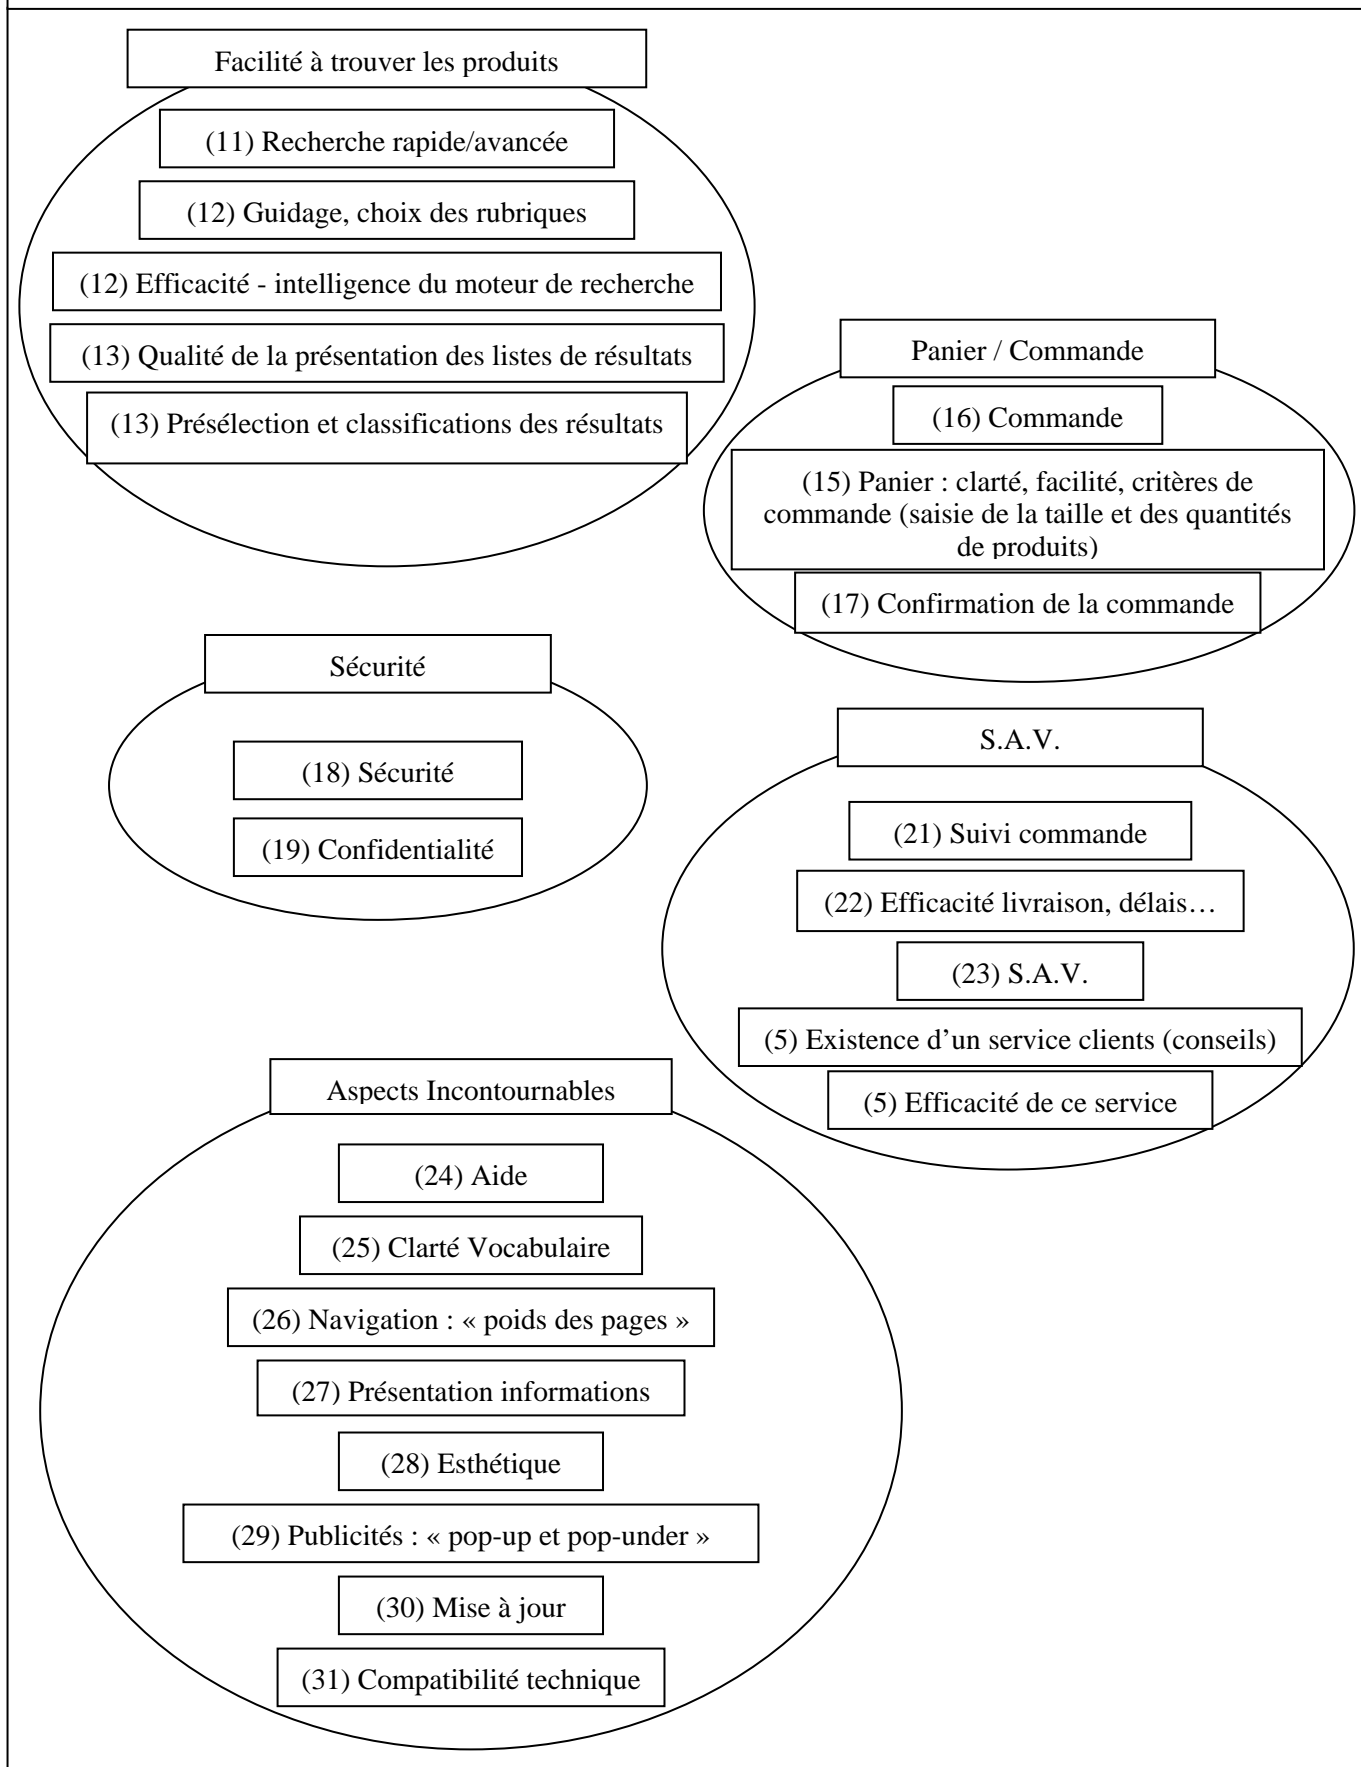 Facilité à trouver les produits
(11) Recherche rapide/avancée
(12) Guidage, choix des rubriques
(12) Efficacité - intelligence du moteur de recherche
(13) Qualité de la présentation des listes de résultats
(13) Présélection et classifications des résultats
Panier / Commande
(16) Commande
(15) Panier : clarté, facilité, critères de
commande (saisie de la taille et des quantités
de produits)
(17) Confirmation de la commande
Sécurité
(18) Sécurité
(19) Confidentialité
S.A.V.
(21) Suivi commande
(22) Efficacité livraison, délais…
(23) S.A.V.
(5) Existence d’un service clients (conseils)
(5) Efficacité de ce service
Aspects Incontournables
(24) Aide
(25) Clarté Vocabulaire
(26) Navigation : « poids des pages »
(27) Présentation informations
(28) Esthétique
(29) Publicités : « pop-up et pop-under »
(30) Mise à jour
(31) Compatibilité technique